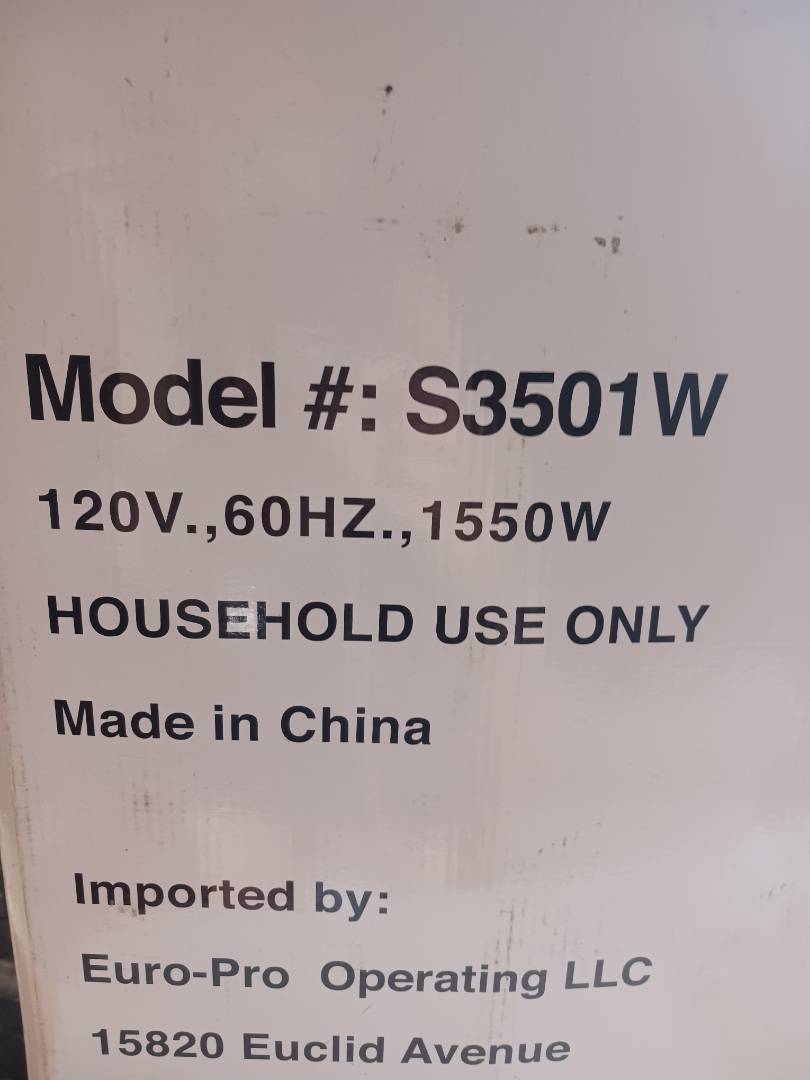 Model #: S3501W
120V.,60HZ.,1550W
HOUSEHOLD USE ONLY
Made in China
Imported by:
Euro-Pro Operating LLC
15820 Euclid Avenue